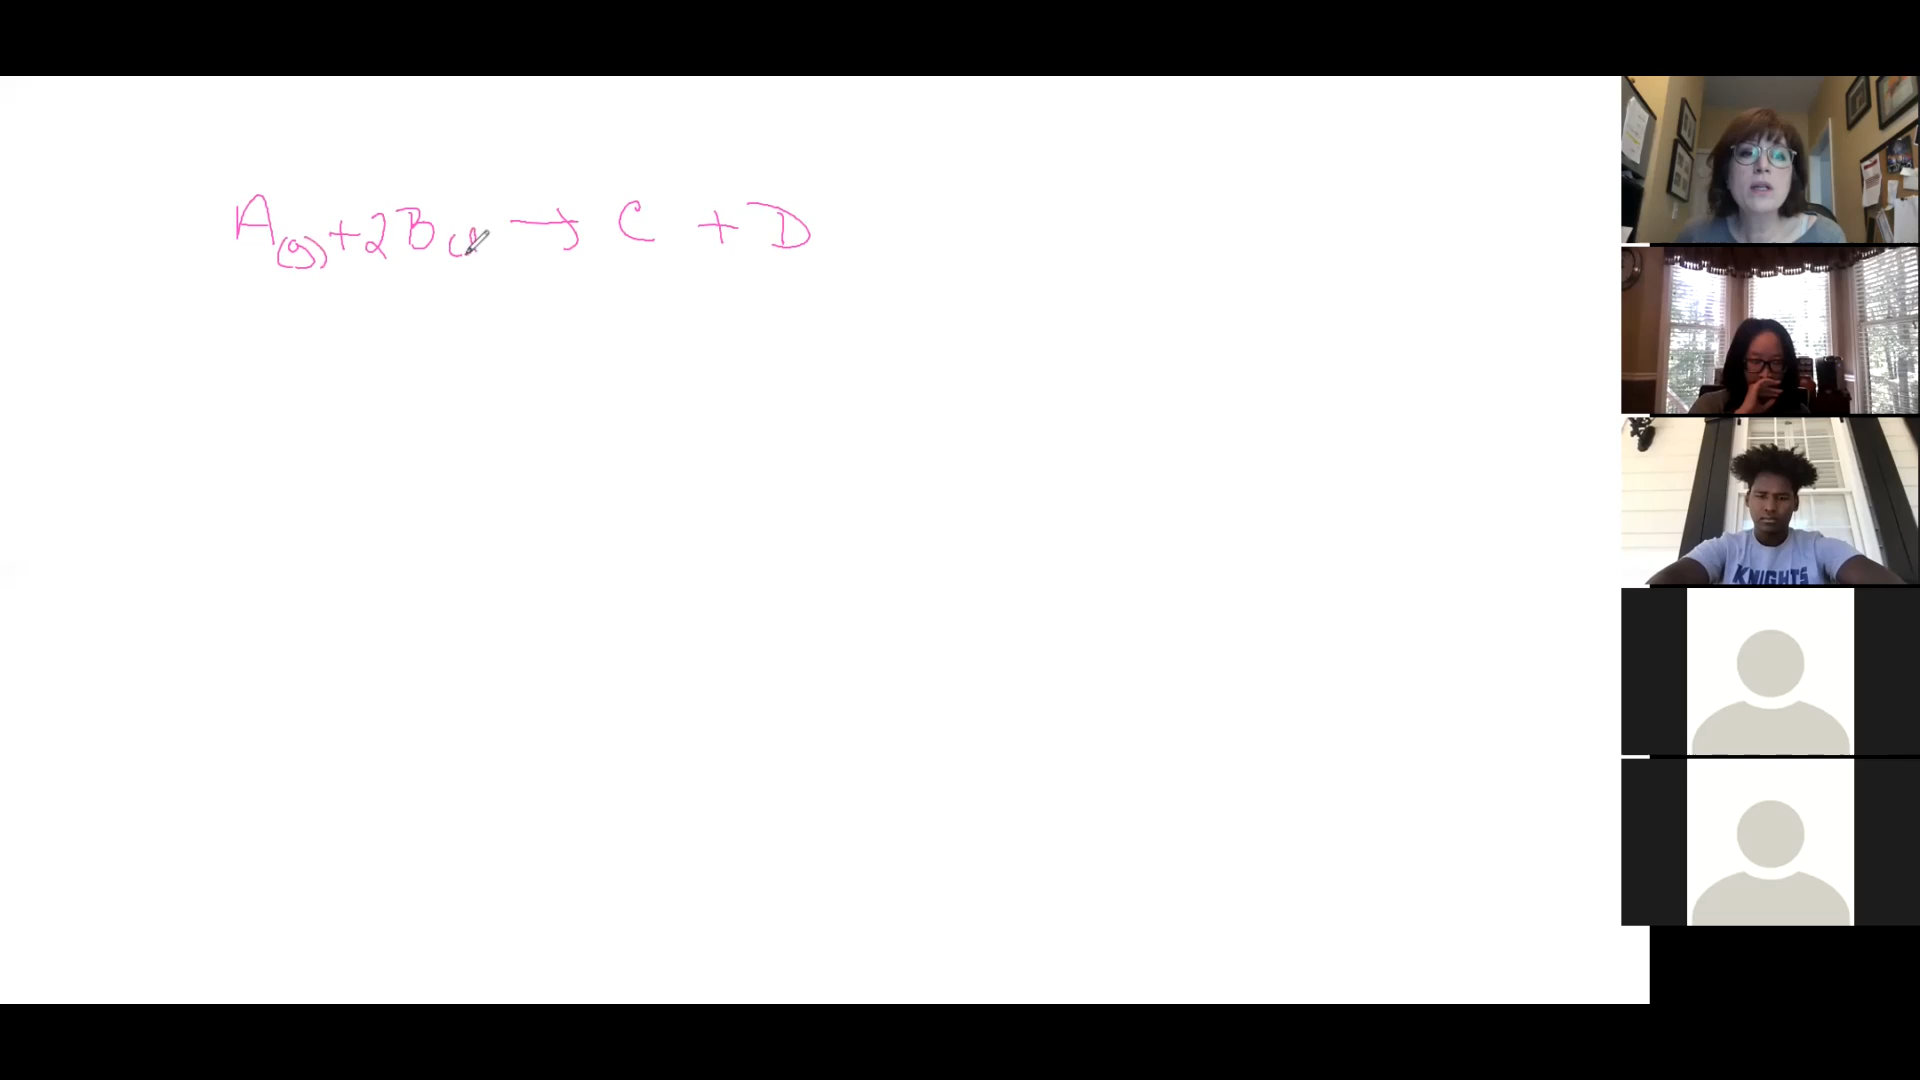 A(g) + 2B → C + D
KNIGHTS